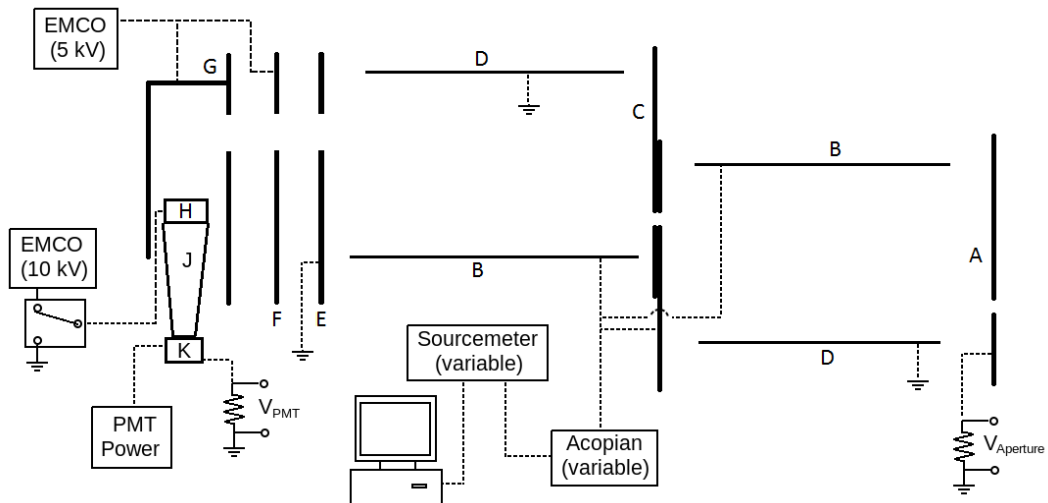 EMCO
(5 kV)
G
D
C
B
A
H
J
EMCO
(10 kV)
B
F
E
K
Sourcemeter
(variable)
D
PMT
Power
V_PMT
Acopian
(variable)
V_Aperture